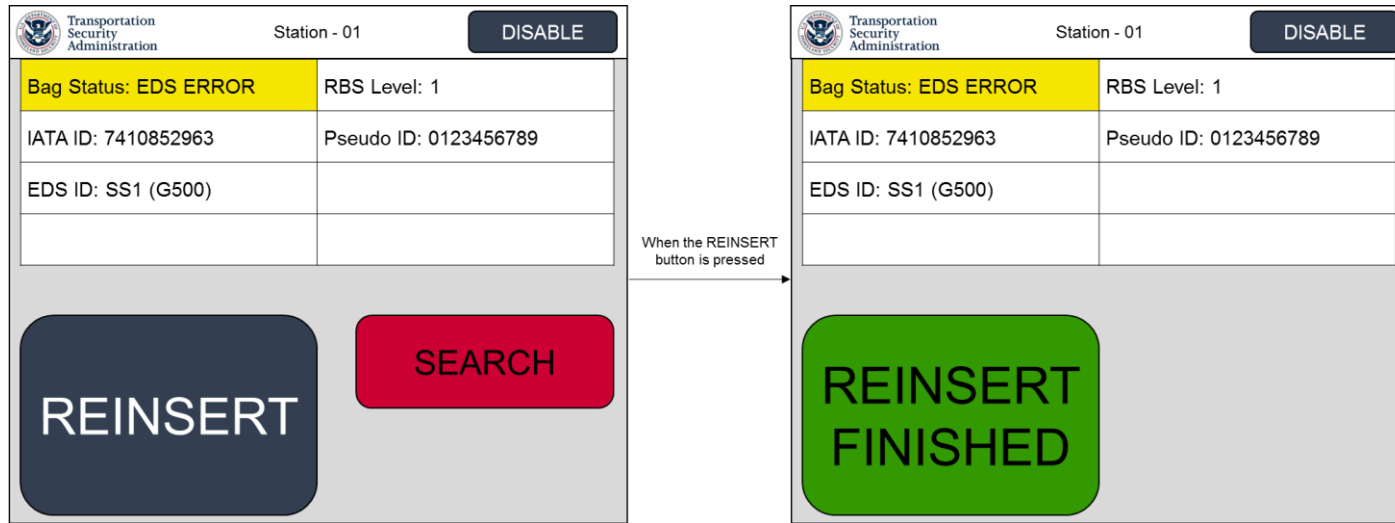 Transportation
Security
Administration
Station - 01
DISABLE
Bag Status: EDS ERROR
RBS Level: 1
IATA ID: 7410852963
Pseudo ID: 0123456789
EDS ID: SS1 (G500)
REINSERT
SEARCH
When the REINSERT
button is pressed
Transportation
Security
Administration
Station - 01
DISABLE
Bag Status: EDS ERROR
RBS Level: 1
IATA ID: 7410852963
Pseudo ID: 0123456789
EDS ID: SS1 (G500)
REINSERT
FINISHED